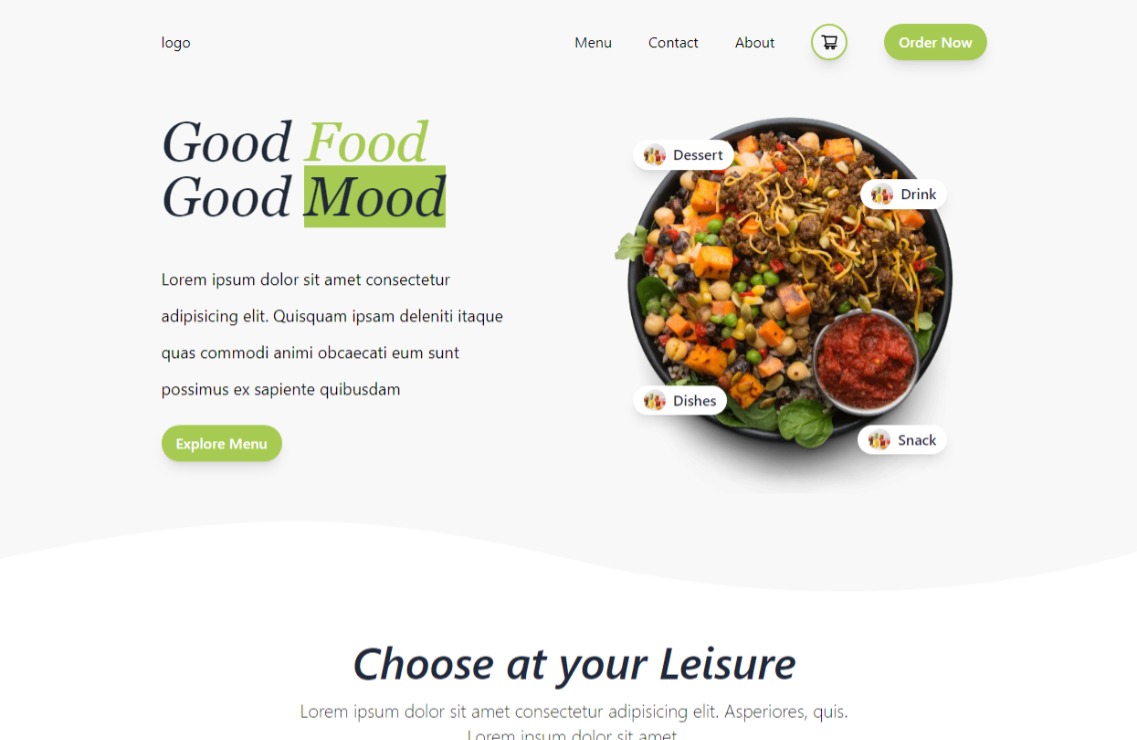 logo
Menu
Contact
About
Order Now
Good Food
Good Mood
Lorem ipsum dolor sit amet consectetur
adipisicing elit. Quisquam ipsam deleniti itaque
quas commodi animi obcaecati eum sunt
possimus ex sapiente quibusdam
Explore Menu
Dessert
Drink
Dishes
Snack
Choose at your Leisure
Lorem ipsum dolor sit amet consectetur adipisicing elit. Asperiores, quis.
Lorem ipsum dolor sit amet